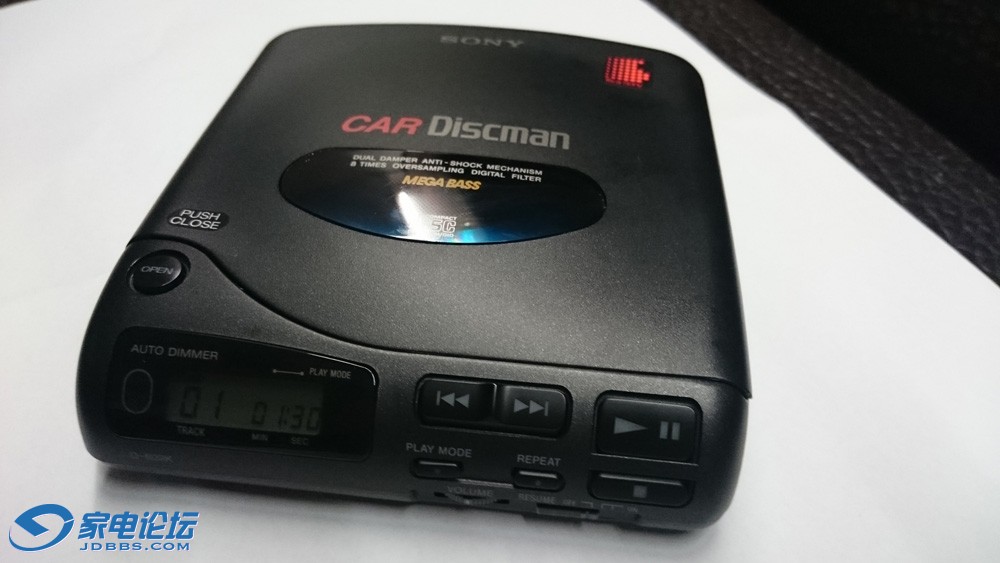 SONY
CAR Discman
DUAL DAMPER ANTI-SHOCK MECHANISM
8 TIMES OVERSAMPLING DIGITAL FILTER
MEGA BASS
PUSH
CLOSE
OPEN
AUTO DIMMER
PLAY MODE
01 01:30
TRACK MIN SEC
PLAY MODE
REPEAT
VOLUME
RESUME OFF
家电论坛
JDBBS.COM